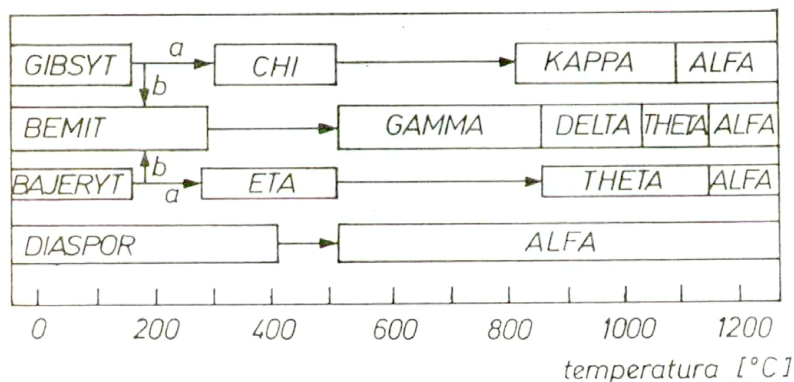 GIBSYT a CHI KAPPA ALFA
b
BEMIT GAMMA DELTA THETA ALFA
b
BAJERYT a ETA THETA ALFA
DIASPOR ALFA
0 200 400 600 800 1000 1200
temperatura [°C]